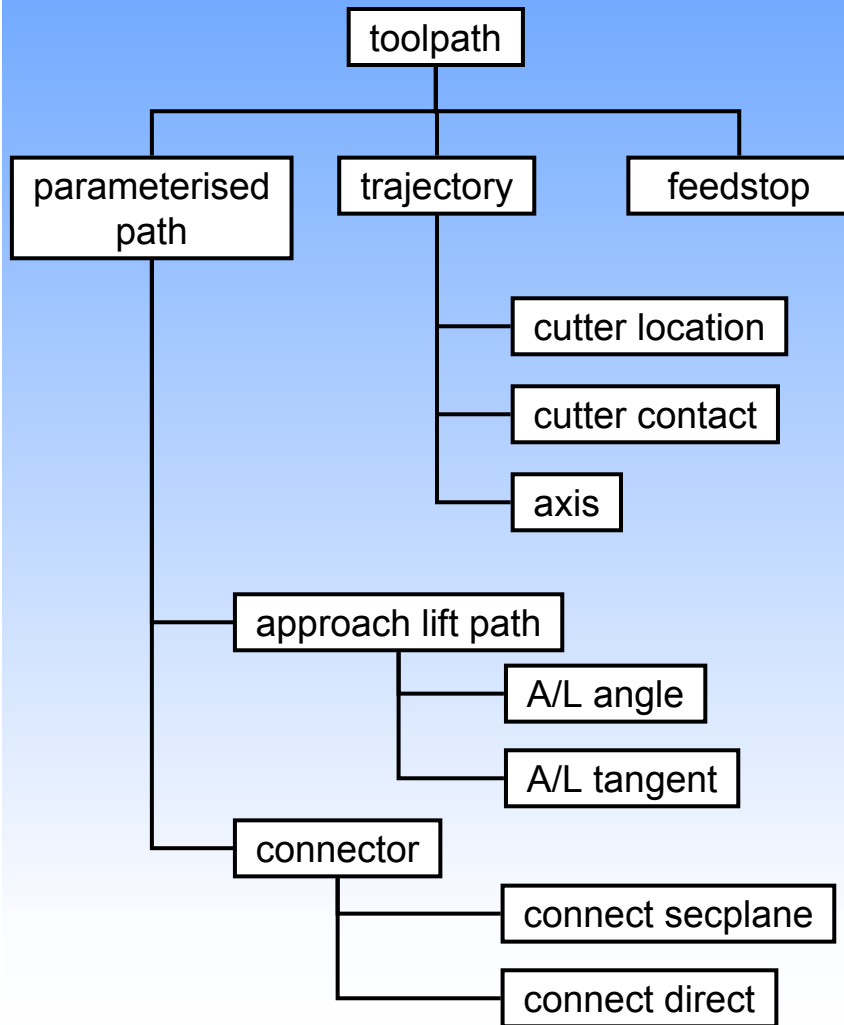 toolpath
parameterised
path
trajectory
feedstop
cutter location
cutter contact
axis
approach lift path
A/L angle
A/L tangent
connector
connect secplane
connect direct